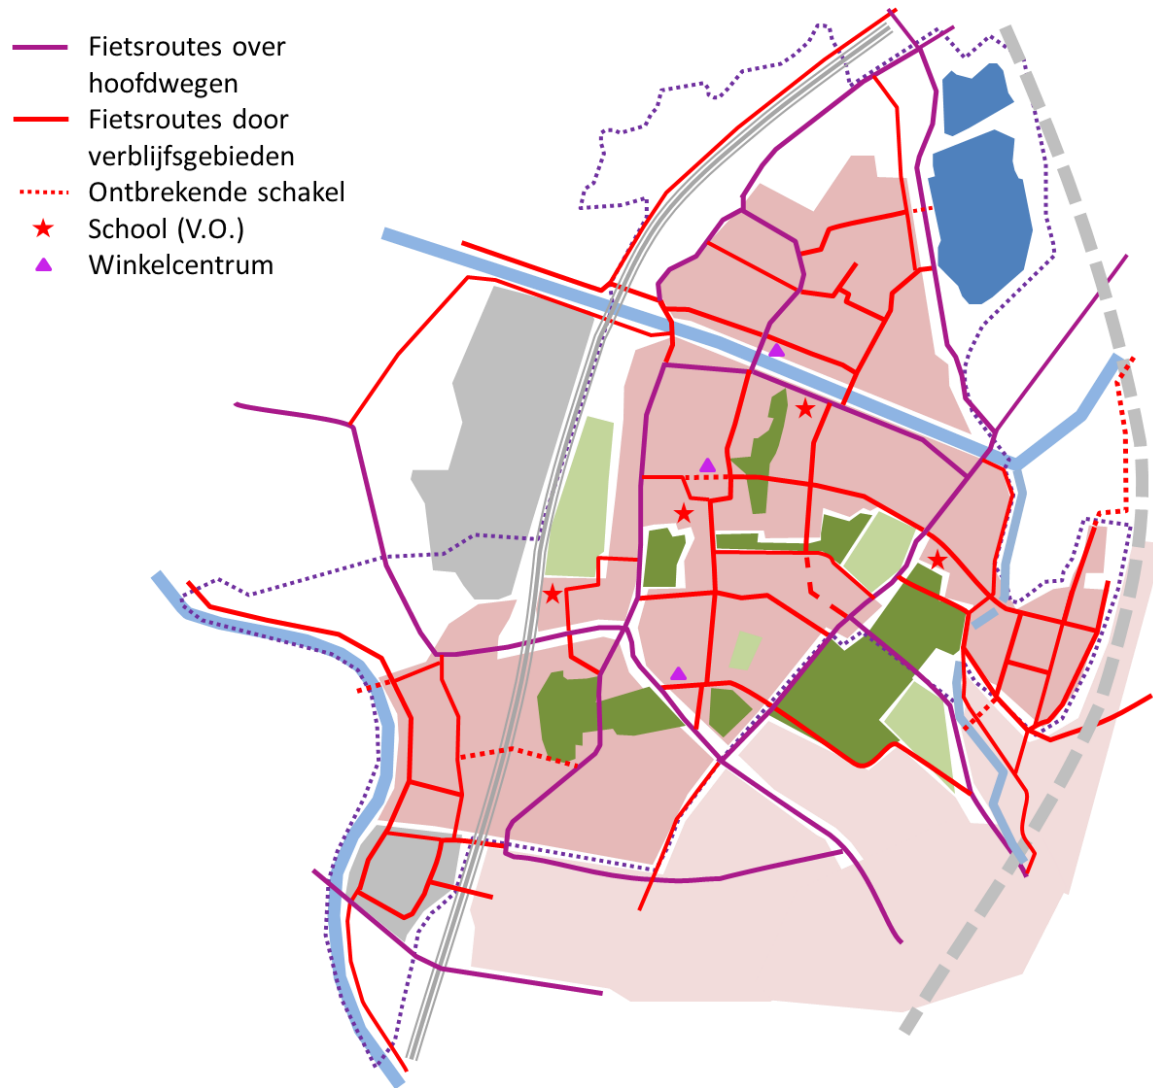 Fietsroutes over
hoofdwegen
Fietsroutes door
verblijfsgebieden
Ontbrekende schakel
School (V.O.)
Winkelcentrum